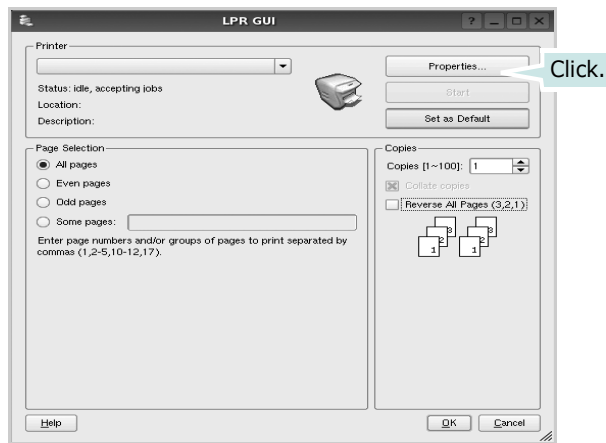 LPR GUI
Printer
Properties...
Click.
Status: idle, accepting jobs
Start
Location:
Description:
Set as Default
Page Selection
All pages
Even pages
Odd pages
Some pages:
Enter page numbers and/or groups of pages to print separated by
commas (1,2-5,10-12,17).
Copies
Copies [1~100]: 1
Collate copies
Reverse All Pages (3,2,1)
3 3
2 2
1 1
Help
OK
Cancel